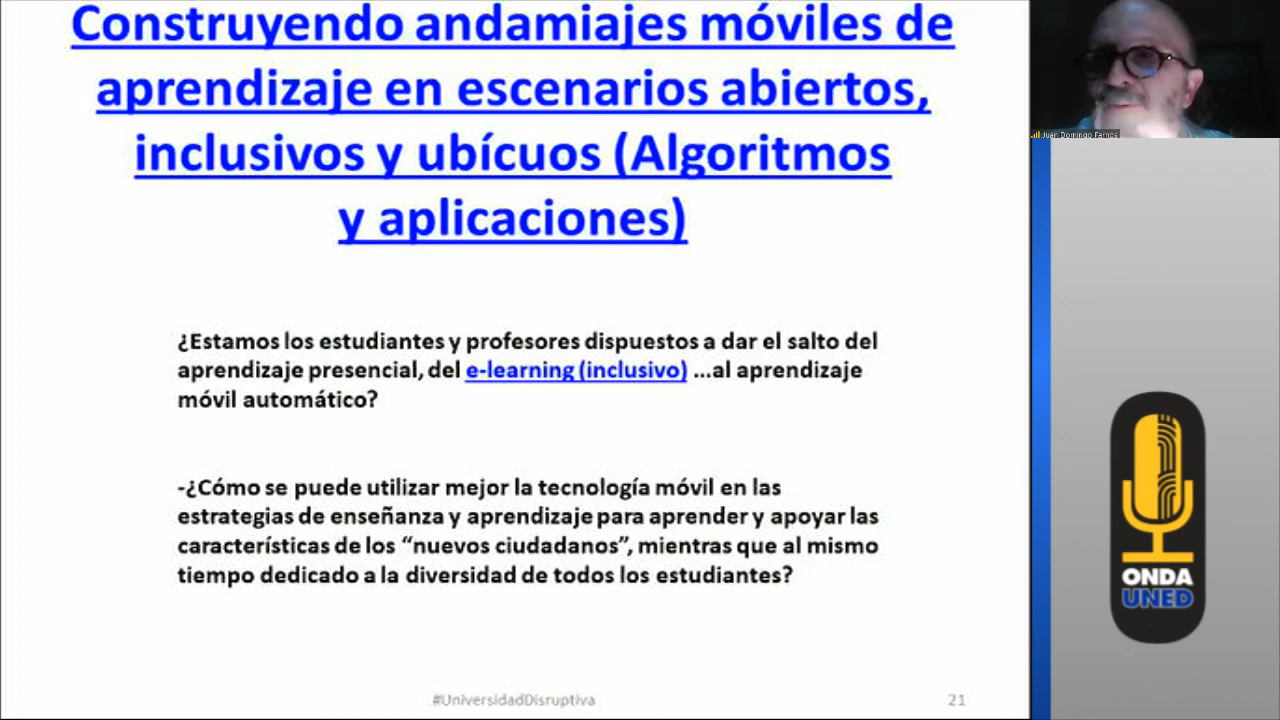 Construyendo andamiajes móviles de
aprendizaje en escenarios abiertos,
inclusivos y ubícuos (Algoritmos
y aplicaciones)
¿Estamos los estudiantes y profesores dispuestos a dar el salto del
aprendizaje presencial, del e-learning (inclusivo) ...al aprendizaje
móvil automático?
-¿Cómo se puede utilizar mejor la tecnología móvil en las
estrategias de enseñanza y aprendizaje para aprender y apoyar las
características de los “nuevos ciudadanos”, mientras que al mismo
tiempo dedicado a la diversidad de todos los estudiantes?
#UniversidadDisruptiva
21
Juan Domingo Farnos
ONDA
UNED